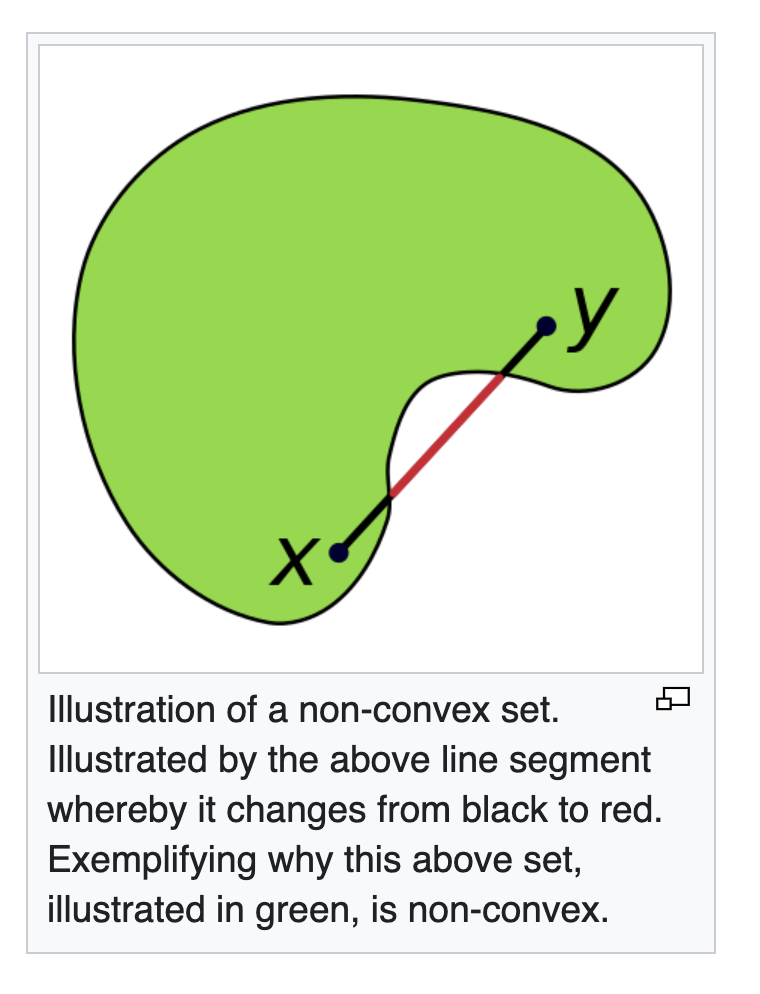 y
x
Illustration of a non-convex set.
Illustrated by the above line segment
whereby it changes from black to red.
Exemplifying why this above set,
illustrated in green, is non-convex.